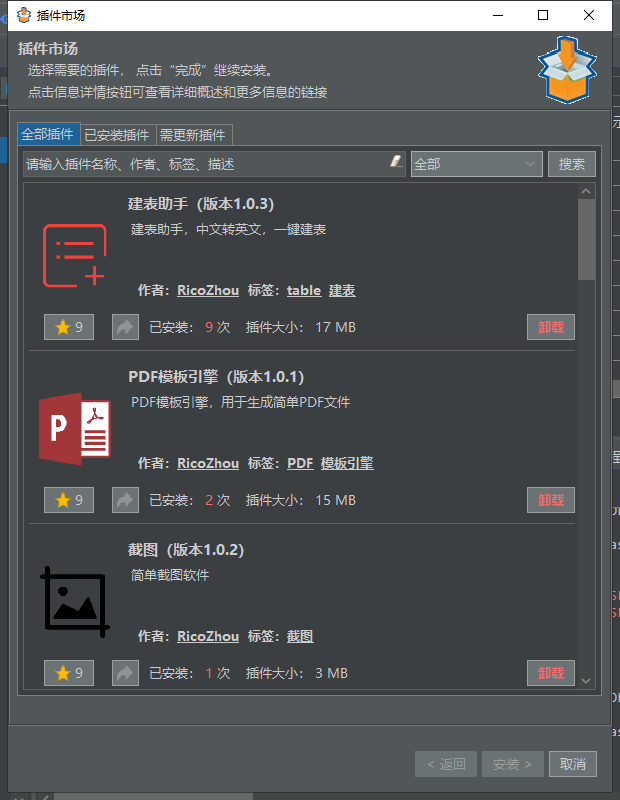 插件市场
插件市场
选择需要的插件, 点击“完成”继续安装。
点击信息详情按钮可查看详细概述和更多信息的链接
全部插件 已安装插件 需更新插件
请输入插件名称、作者、标签、描述 全部 搜索
建表助手（版本1.0.3)
建表助手，中文转英文，一键建表
作者: RicoZhou 标签: table 建表
9 已安装: 9 次 插件大小: 17 MB 卸载
PDF模板引擎（版本1.0.1)
PDF模板引擎，用于生成简单PDF文件
P
作者: RicoZhou 标签: PDF 模板引擎
9 已安装: 2 次 插件大小: 15 MB 卸载
截图（版本1.0.2)
简单截图软件
作者: RicoZhou 标签: 截图
9 已安装: 1 次 插件大小: 3 MB 卸载
< 返回 安装 > 取消